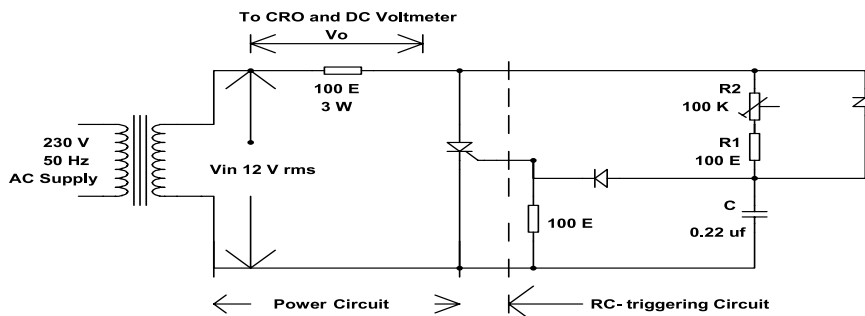 To CRO and DC Voltmeter
Vo
100 E
3 W
R2
100 K
R1
100 E
230 V
50 Hz
AC Supply
Vin 12 V rms
100 E
C
0.22 uf
Power Circuit
RC- triggering Circuit